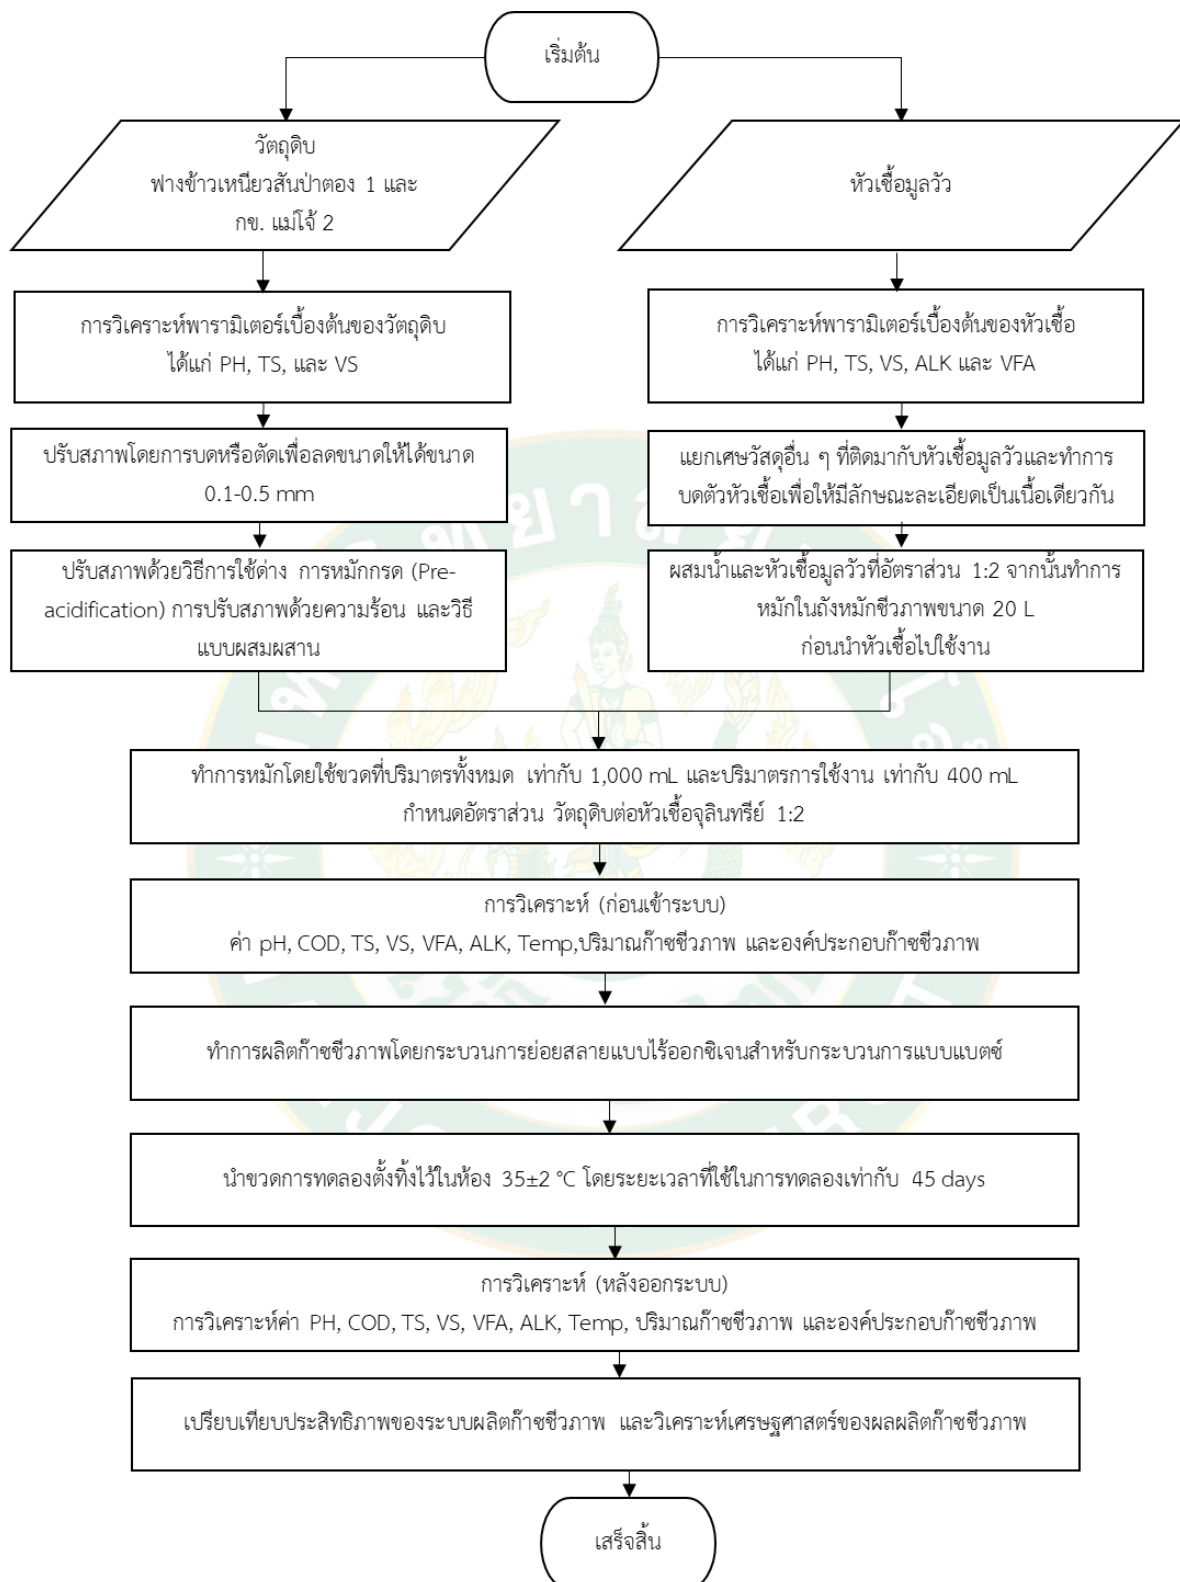 เริ่มต้น
วัตถุดิบ
ฟางข้าวเหนียวสันป่าตอง 1 และ
กข. แม่โจ้ 2
หัวเชื้อมูลวัว
การวิเคราะห์พารามิเตอร์เบื้องต้นของวัตถุดิบ
ได้แก่ PH, TS, และ VS
การวิเคราะห์พารามิเตอร์เบื้องต้นของหัวเชื้อ
ได้แก่ PH, TS, VS, ALK และ VFA
ปรับสภาพโดยการบดหรือตัดเพื่อลดขนาดให้ได้ขนาด
0.1-0.5 mm
แยกเศษวัสดุอื่น ๆ ที่ติดมากับหัวเชื้อมูลวัวและทำการ
บดตัวหัวเชื้อเพื่อให้มีลักษณะละเอียดเป็นเนื้อเดียวกัน
ปรับสภาพด้วยวิธีการใช้ด่าง การหมักกรด (Pre-
acidification) การปรับสภาพด้วยความร้อน และวิธี
แบบผสมผสาน
ผสมน้ำและหัวเชื้อมูลวัวที่อัตราส่วน 1:2 จากนั้นทำการ
หมักในถังหมักชีวภาพขนาด 20 L
ก่อนนำหัวเชื้อไปใช้งาน
ทำการหมักโดยใช้ขวดที่ปริมาตรทั้งหมด เท่ากับ 1,000 mL และปริมาตรการใช้งาน เท่ากับ 400 mL
กำหนดอัตราส่วน วัตถุดิบต่อหัวเชื้อจุลินทรีย์ 1:2
การวิเคราะห์ (ก่อนเข้าระบบ)
ค่า pH, COD, TS, VS, VFA, ALK, Temp,ปริมาณก๊าซชีวภาพ และองค์ประกอบก๊าซชีวภาพ
ทำการผลิตก๊าซชีวภาพโดยกระบวนการย่อยสลายแบบไร้ออกซิเจนสำหรับกระบวนการแบบแบตซ์
นำขวดการทดลองตั้งทิ้งไว้ในห้อง 35±2 °C โดยระยะเวลาที่ใช้ในการทดลองเท่ากับ 45 days
การวิเคราะห์ (หลังออกระบบ)
การวิเคราะห์ค่า PH, COD, TS, VS, VFA, ALK, Temp, ปริมาณก๊าซชีวภาพ และองค์ประกอบก๊าซชีวภาพ
เปรียบเทียบประสิทธิภาพของระบบผลิตก๊าซชีวภาพ และวิเคราะห์เศรษฐศาสตร์ของผลผลิตก๊าซชีวภาพ
เสร็จสิ้น